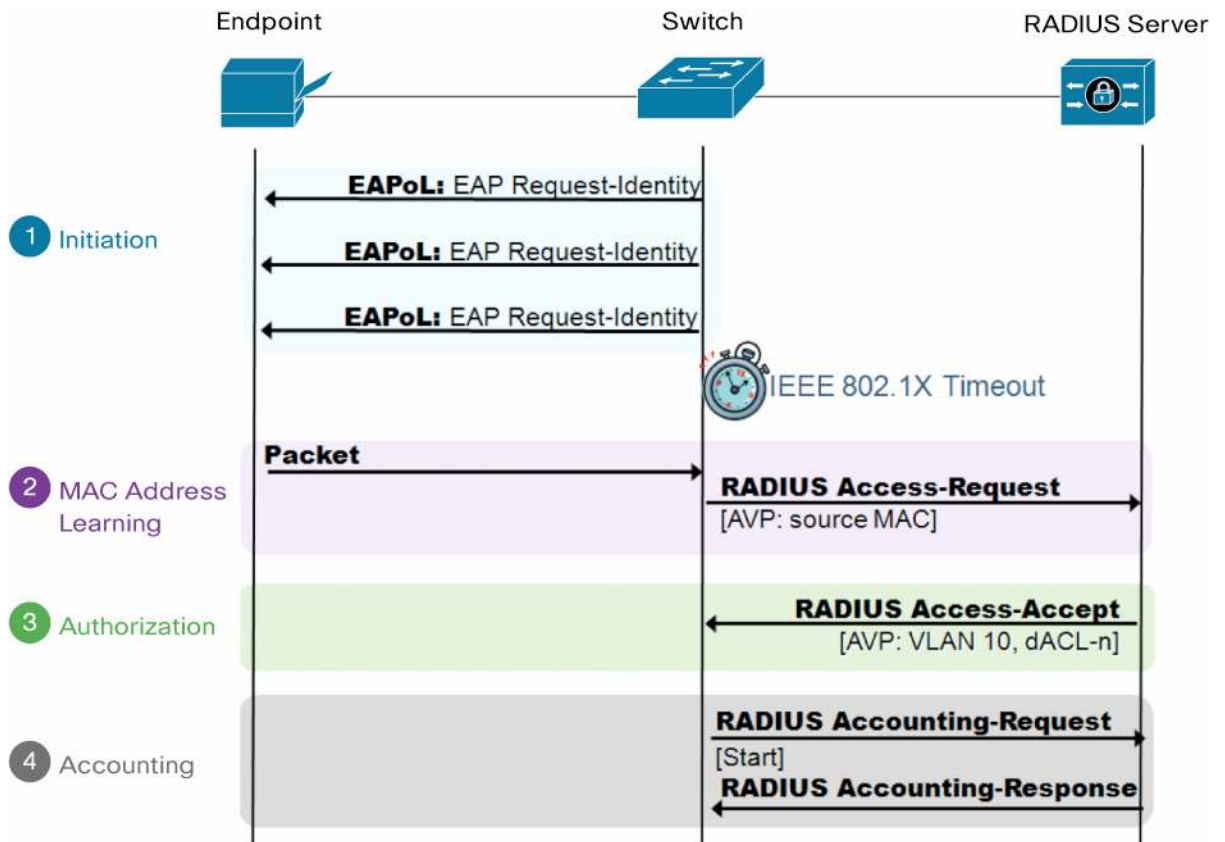 Endpoint
Switch
RADIUS Server
1 Initiation
EAPoL: EAP Request-Identity
EAPoL: EAP Request-Identity
EAPoL: EAP Request-Identity
IEEE 802.1X Timeout
2 MAC Address
Learning
Packet
RADIUS Access-Request
[AVP: source MAC]
3 Authorization
RADIUS Access-Accept
[AVP: VLAN 10, dACL-n]
4 Accounting
RADIUS Accounting-Request
[Start]
RADIUS Accounting-Response